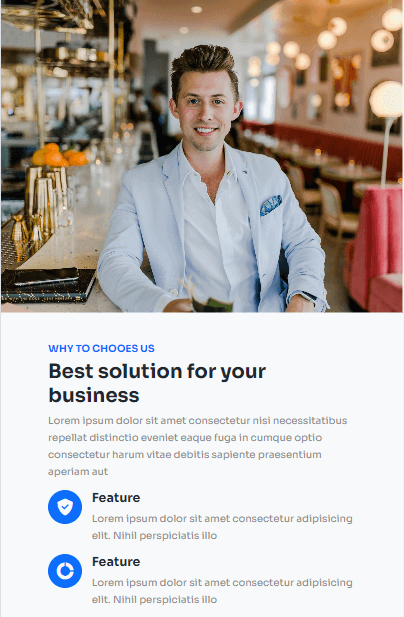 WHY TO CHOOES US
Best solution for your
business
Lorem ipsum dolor sit amet consectetur nisi necessitatibus
repellat distinctio eveniet eaque fuga in cumque optio
consectetur harum vitae debitis sapiente praesentium
aperiam aut
Feature
Lorem ipsum dolor sit amet consectetur adipisicing
elit. Nihil perspiciatis illo
Feature
Lorem ipsum dolor sit amet consectetur adipisicing
elit. Nihil perspiciatis illo